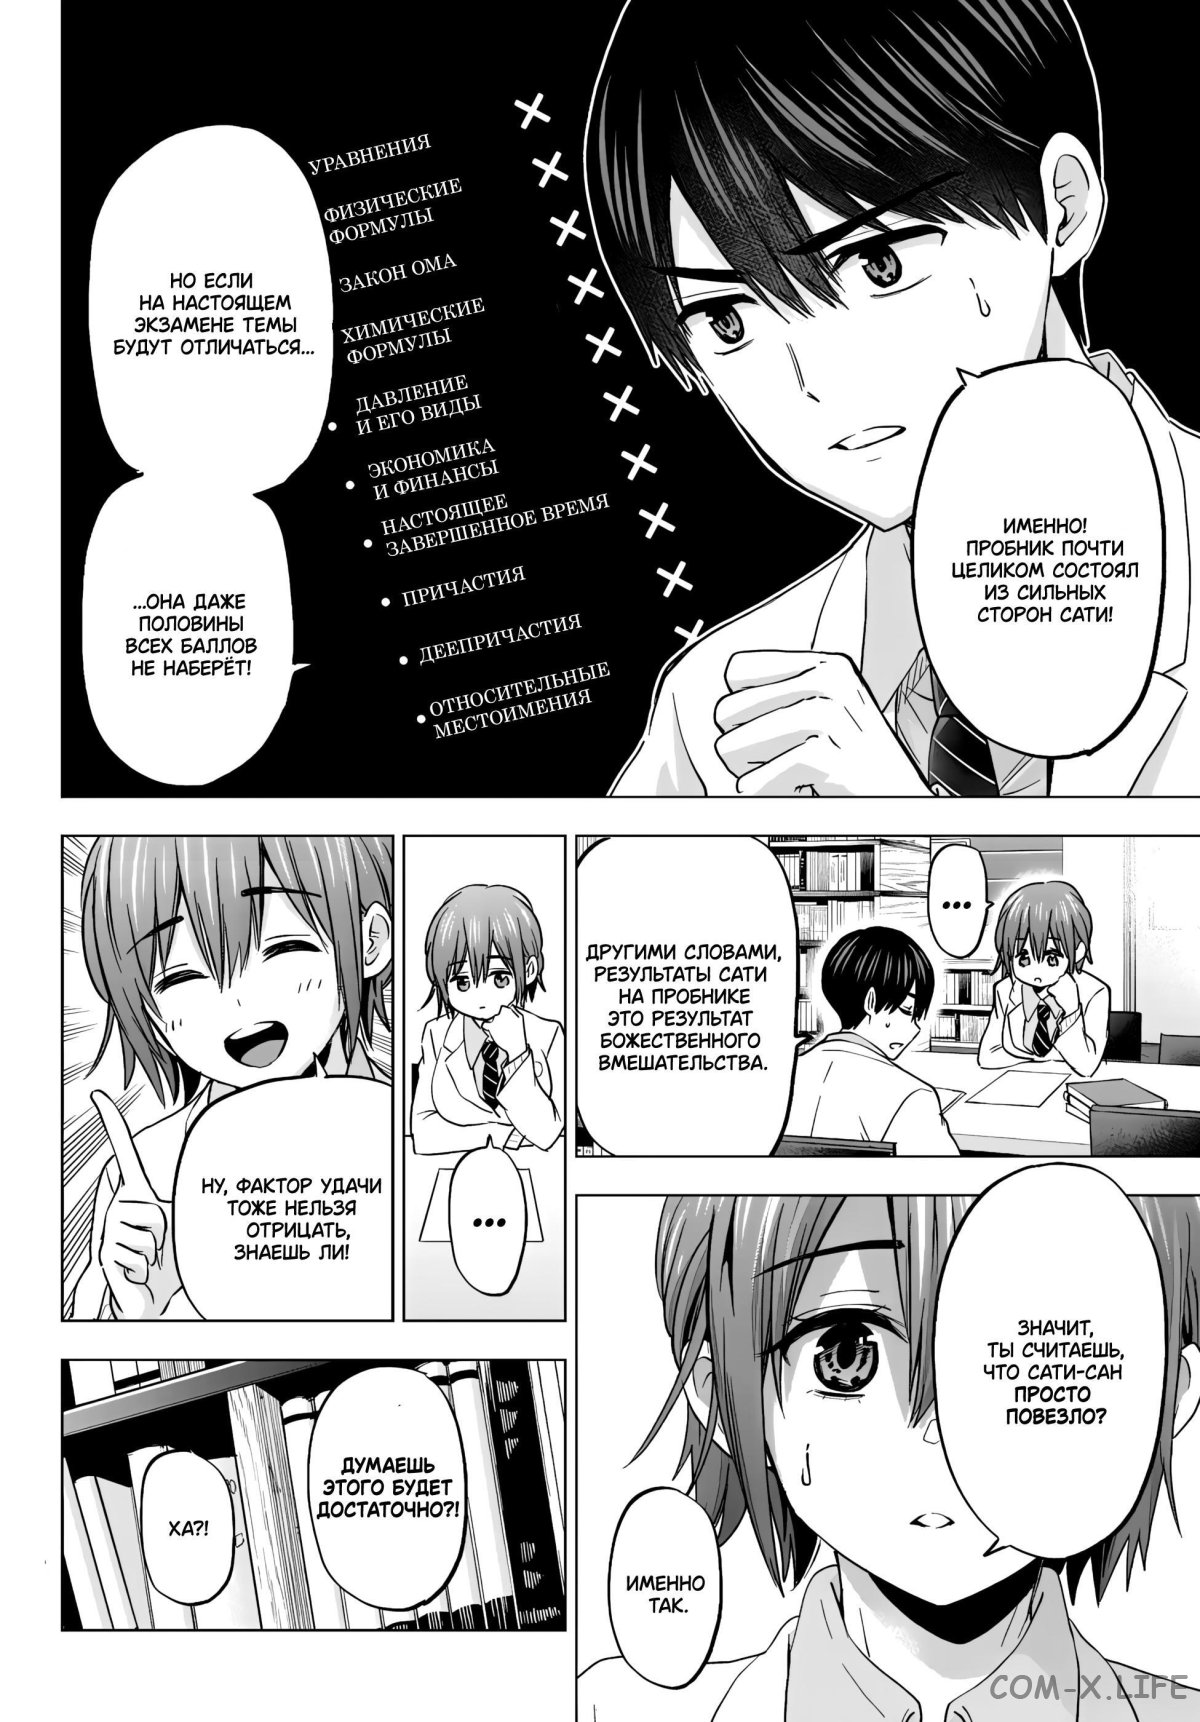 ИМЕННО!
ПРОБНИК ПОЧТИ
ЦЕЛИКОМ СОСТОЯЛ
ИЗ СИЛЬНЫХ
СТОРОН САТИ!
УРАВНЕНИЯ
ФИЗИЧЕСКИЕ
ФОРМУЛЫ
ЗАКОН ОМА
ХИМИЧЕСКИЕ
ФОРМУЛЫ
• ДАВЛЕНИЕ
И ЕГО ВИДЫ
• ЭКОНОМИКА
И ФИНАНСЫ
• НАСТОЯЩЕЕ
ЗАВЕРШЕННОЕ ВРЕМЯ
• ПРИЧАСТИЯ
• ДЕЕПРИЧАСТИЯ
• ОТНОСИТЕЛЬНЫЕ
МЕСТОИМЕНИЯ
НО ЕСЛИ
НА НАСТОЯЩЕМ
ЭКЗАМЕНЕ ТЕМЫ
БУДУТ ОТЛИЧАТЬСЯ...
...ОНА ДАЖЕ
ПОЛОВИНЫ
ВСЕХ БАЛЛОВ
НЕ НАБЕРЁТ!
...
ДРУГИМИ СЛОВАМИ,
РЕЗУЛЬТАТЫ САТИ
НА ПРОБНИКЕ
ЭТО РЕЗУЛЬТАТ
БОЖЕСТВЕННОГО
ВМЕШАТЕЛЬСТВА.
ЗНАЧИТ,
ТЫ СЧИТАЕШЬ,
ЧТО САТИ-САН
ПРОСТО
ПОВЕЗЛО?
ИМЕННО
ТАК.
...
НУ, ФАКТОР УДАЧИ
ТОЖЕ НЕЛЬЗЯ
ОТРИЦАТЬ,
ЗНАЕШЬ ЛИ!
ДУМАЕШЬ
ЭТОГО БУДЕТ
ДОСТАТОЧНО?!
ХА?!
COM-X.LIFE